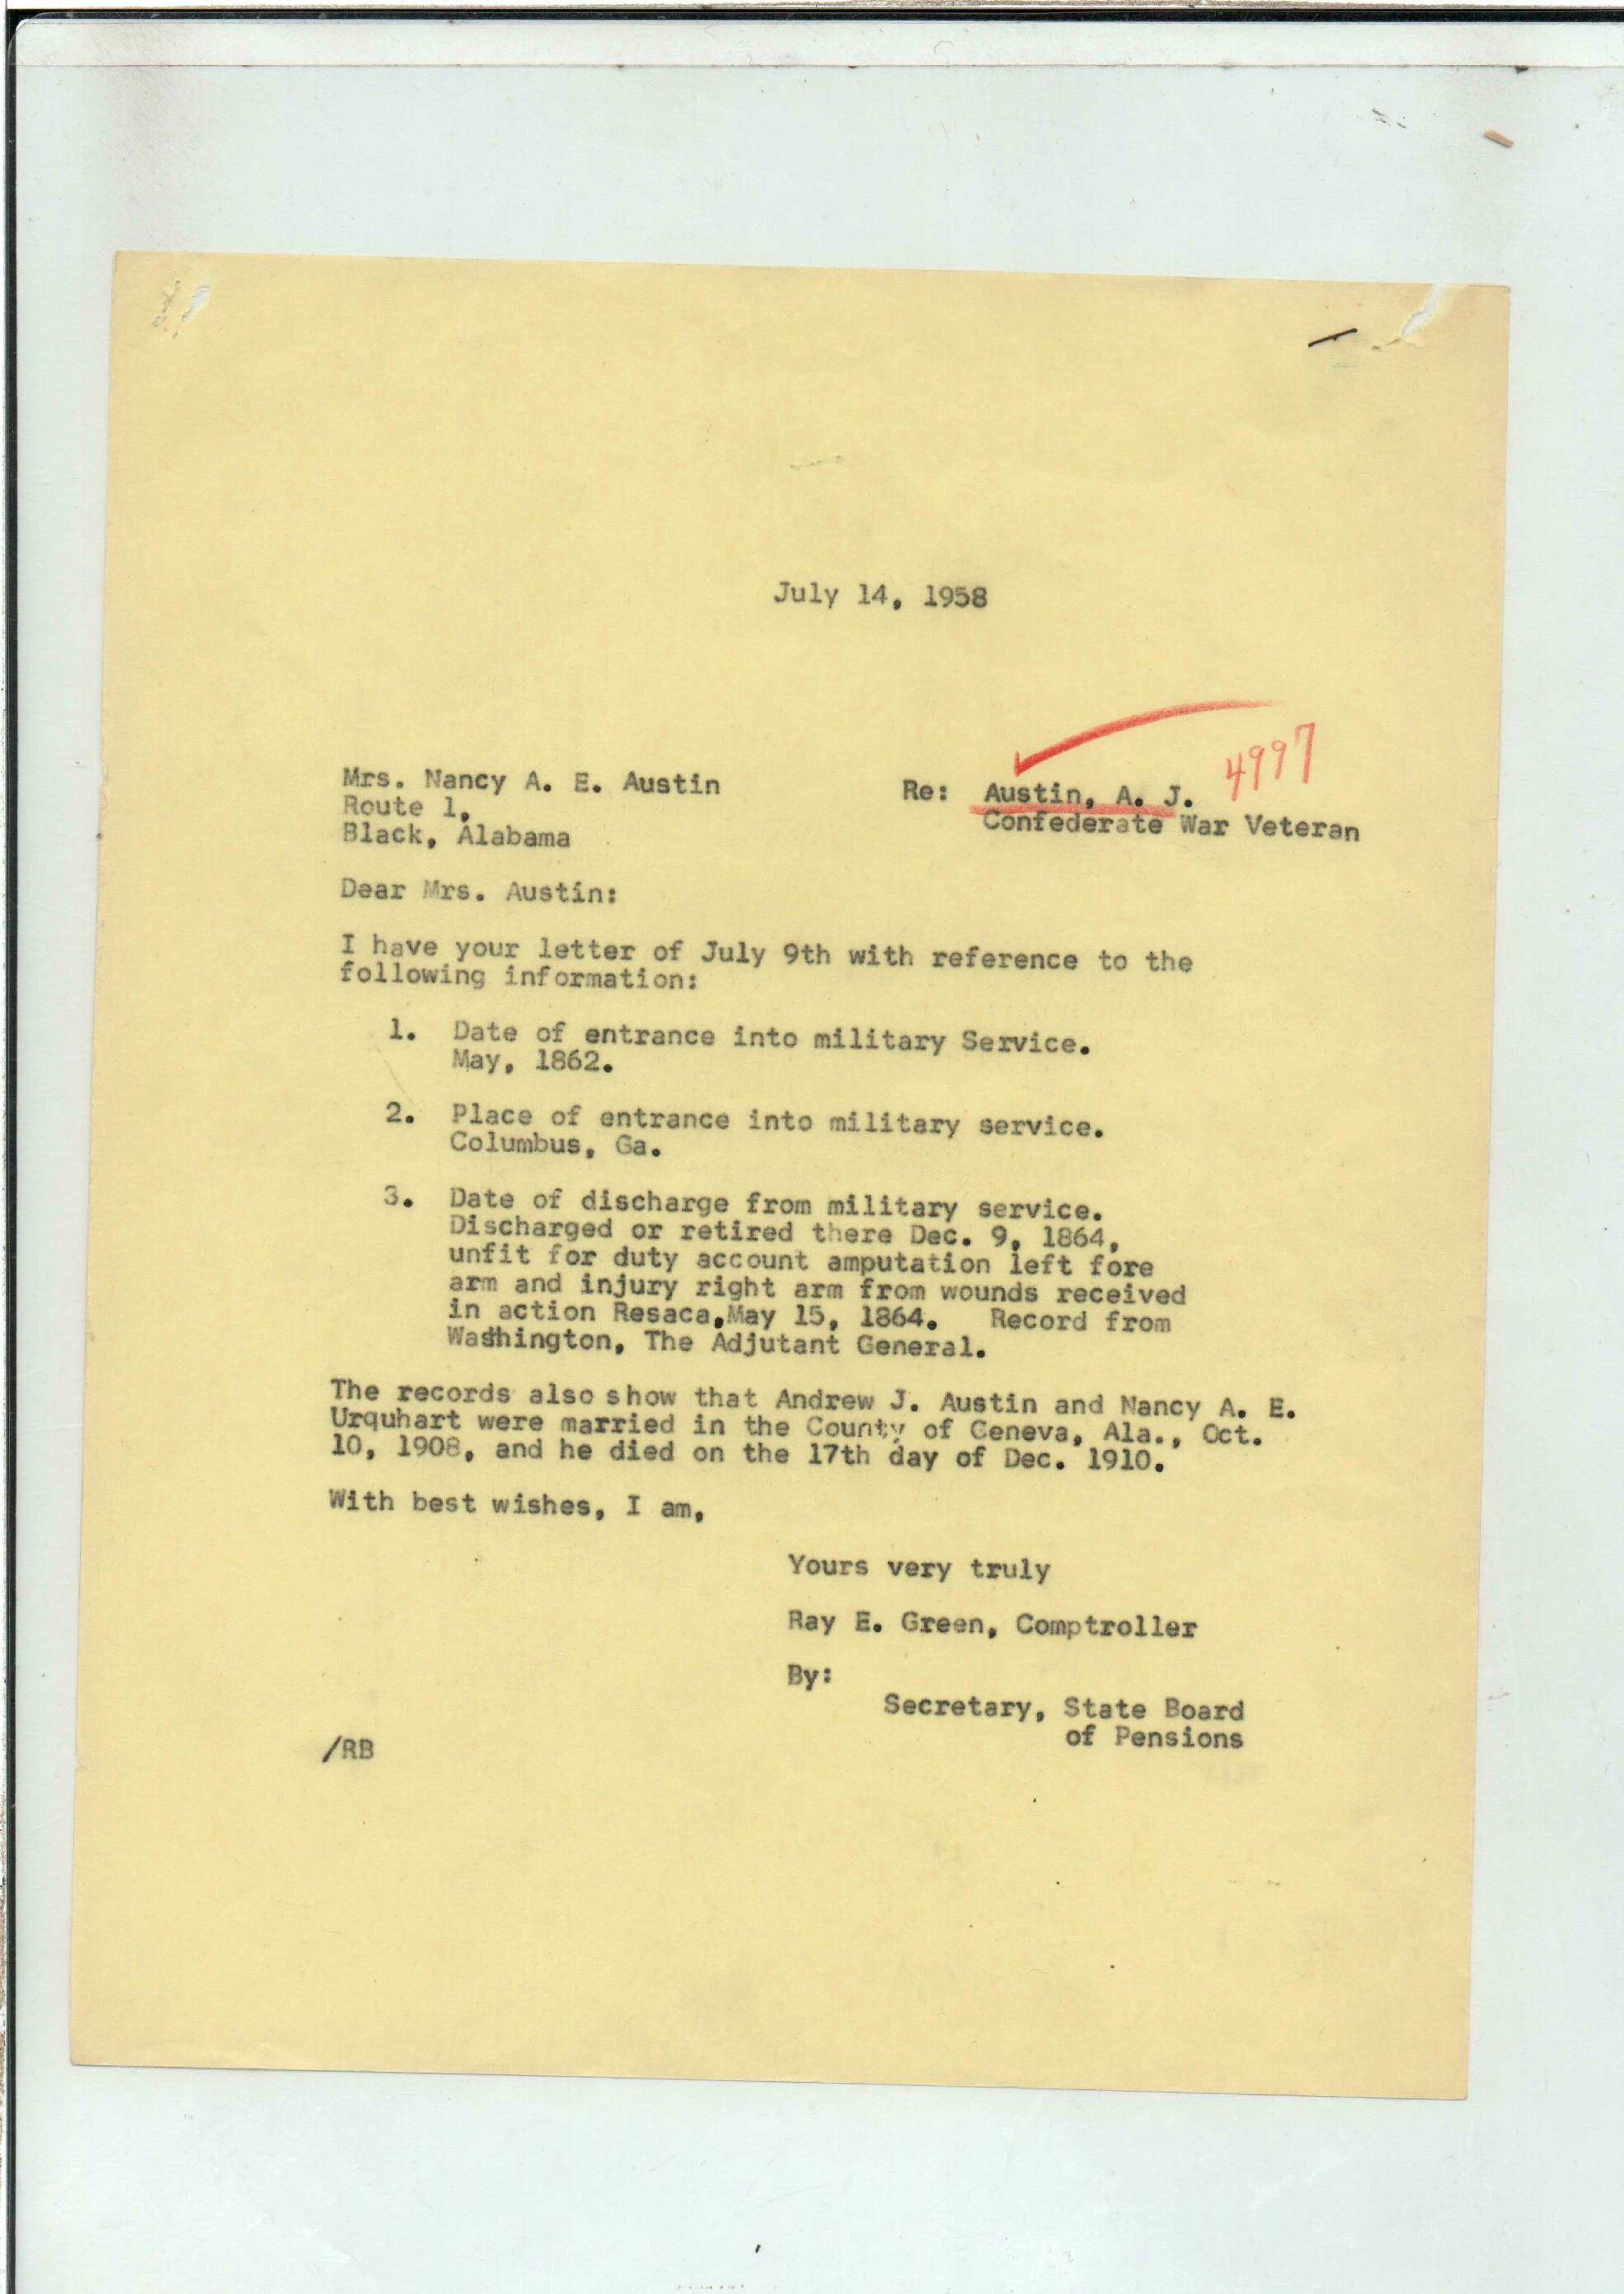 July 14, 1958
4997
Mrs. Nancy A. E. Austin
Route 1,
Black, Alabama
Re: Austin, A. J.
Confederate War Veteran
Dear Mrs. Austin:
I have your letter of July 9th with reference to the
following information:
1. Date of entrance into military Service.
May, 1862.
2. Place of entrance into military service.
Columbus, Ga.
3. Date of discharge from military service.
Discharged or retired there Dec. 9, 1864,
unfit for duty account amputation left fore
arm and injury right arm from wounds received
in action Resaca,May 15, 1864. Record from
Washington, The Adjutant General.
The records also show that Andrew J. Austin and Nancy A. E.
Urquhart were married in the County of Geneva, Ala., Oct.
10, 1908, and he died on the 17th day of Dec. 1910.
With best wishes, I am,
Yours very truly
Ray E. Green, Comptroller
By:
Secretary, State Board
of Pensions
/RB